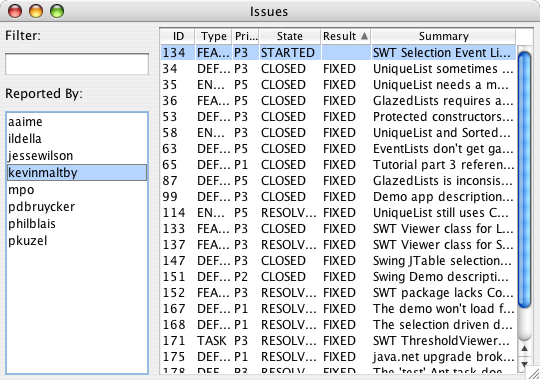 Issues
Filter:
Reported By:
aaime
ildella
jessewilson
kevinmaltby
mpo
pdbruycker
philblais
pkuzel
ID Type Pri... State Result Summary
134 FEA... P3 STARTED SWT Selection Event Li...
34 DEF... P3 CLOSED FIXED UniqueList sometimes ...
35 EN... P5 CLOSED FIXED UniqueList needs a m...
36 FEA... P5 CLOSED FIXED GlazedLists requires a...
53 DEF... P3 CLOSED FIXED Protected constructors...
58 EN... P3 CLOSED FIXED UniqueList and Sorted...
63 DEF... P5 CLOSED FIXED EventLists don't get ga...
65 DEF... P1 CLOSED FIXED Tutorial part 3 referen...
87 DEF... P5 CLOSED FIXED GlazedLists is inconsis...
99 DEF... P3 CLOSED FIXED Demo app description...
114 EN... P5 RESOLV... FIXED UniqueList still uses C...
133 FEA... P3 CLOSED FIXED SWT Viewer class for L...
137 FEA... P3 RESOLV... FIXED SWT Viewer class for S...
147 DEF... P4 CLOSED FIXED Swing JTable selection...
151 DEF... P2 CLOSED FIXED Swing Demo descripti...
152 FEA... P3 RESOLV... FIXED SWT package lacks Co...
167 DEF... P1 RESOLV... FIXED The demo won't load f...
168 DEF... P1 RESOLV... FIXED The selection driven d...
171 TASK P3 RESOLV... FIXED SWT ThresholdViewer...
175 DEF... P1 RESOLV... FIXED java.net upgrade brok...
178 DEF... P3 RESOLV... FIXED The 'test' Ant task doe...